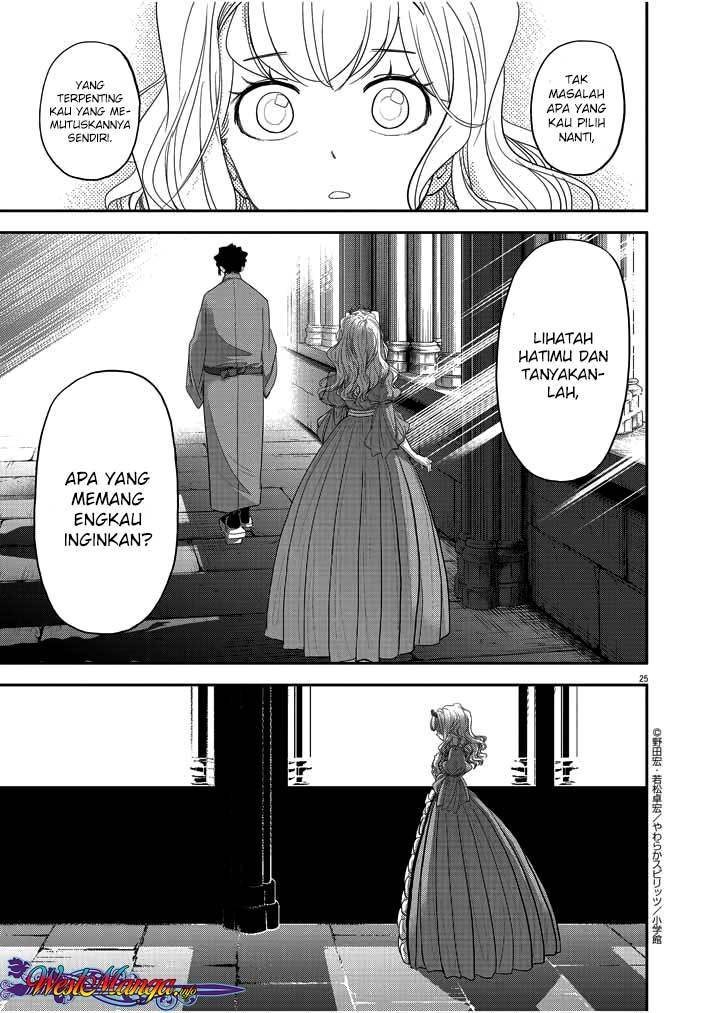 TAK
MASALAH
APA YANG
KAU PILIH
NANTI,
YANG
TERPENTING
KAU YANG ME-
MUTUSKANNYA
SENDIRI.
LIHATAH
HATIMU DAN
TANYAKAN-
LAH,
APA YANG
MEMANG
ENGKAU
INGINKAN?
25
©野田宏・若松卓宏／やわらかスピリッツ／小学館
WestManga.info